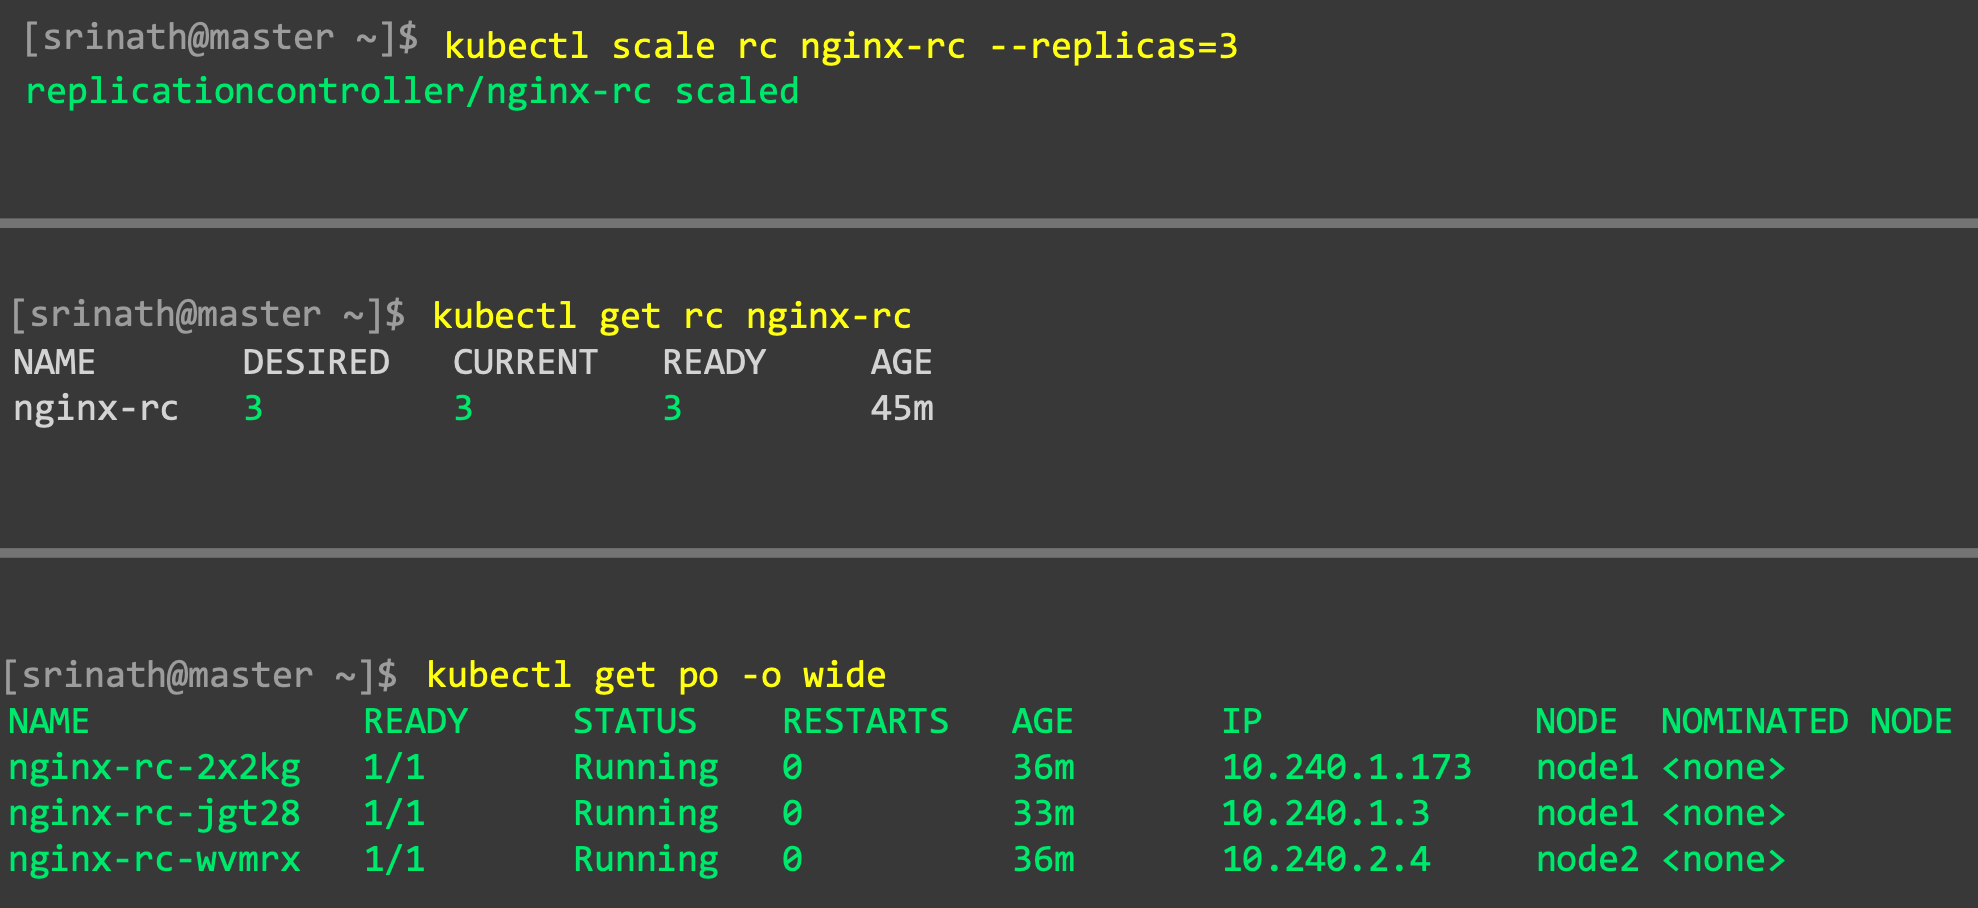 [srinath@master ~]$ kubectl scale rc nginx-rc --replicas=3
replicationcontroller/nginx-rc scaled
[srinath@master ~]$ kubectl get rc nginx-rc
NAME DESIRED CURRENT READY AGE
nginx-rc 3 3 3 45m
[srinath@master ~]$ kubectl get po -o wide
NAME READY STATUS RESTARTS AGE IP NODE NOMINATED NODE
nginx-rc-2x2kg 1/1 Running 0 36m 10.240.1.173 node1 <none>
nginx-rc-jgt28 1/1 Running 0 33m 10.240.1.3 node1 <none>
nginx-rc-wvmrx 1/1 Running 0 36m 10.240.2.4 node2 <none>